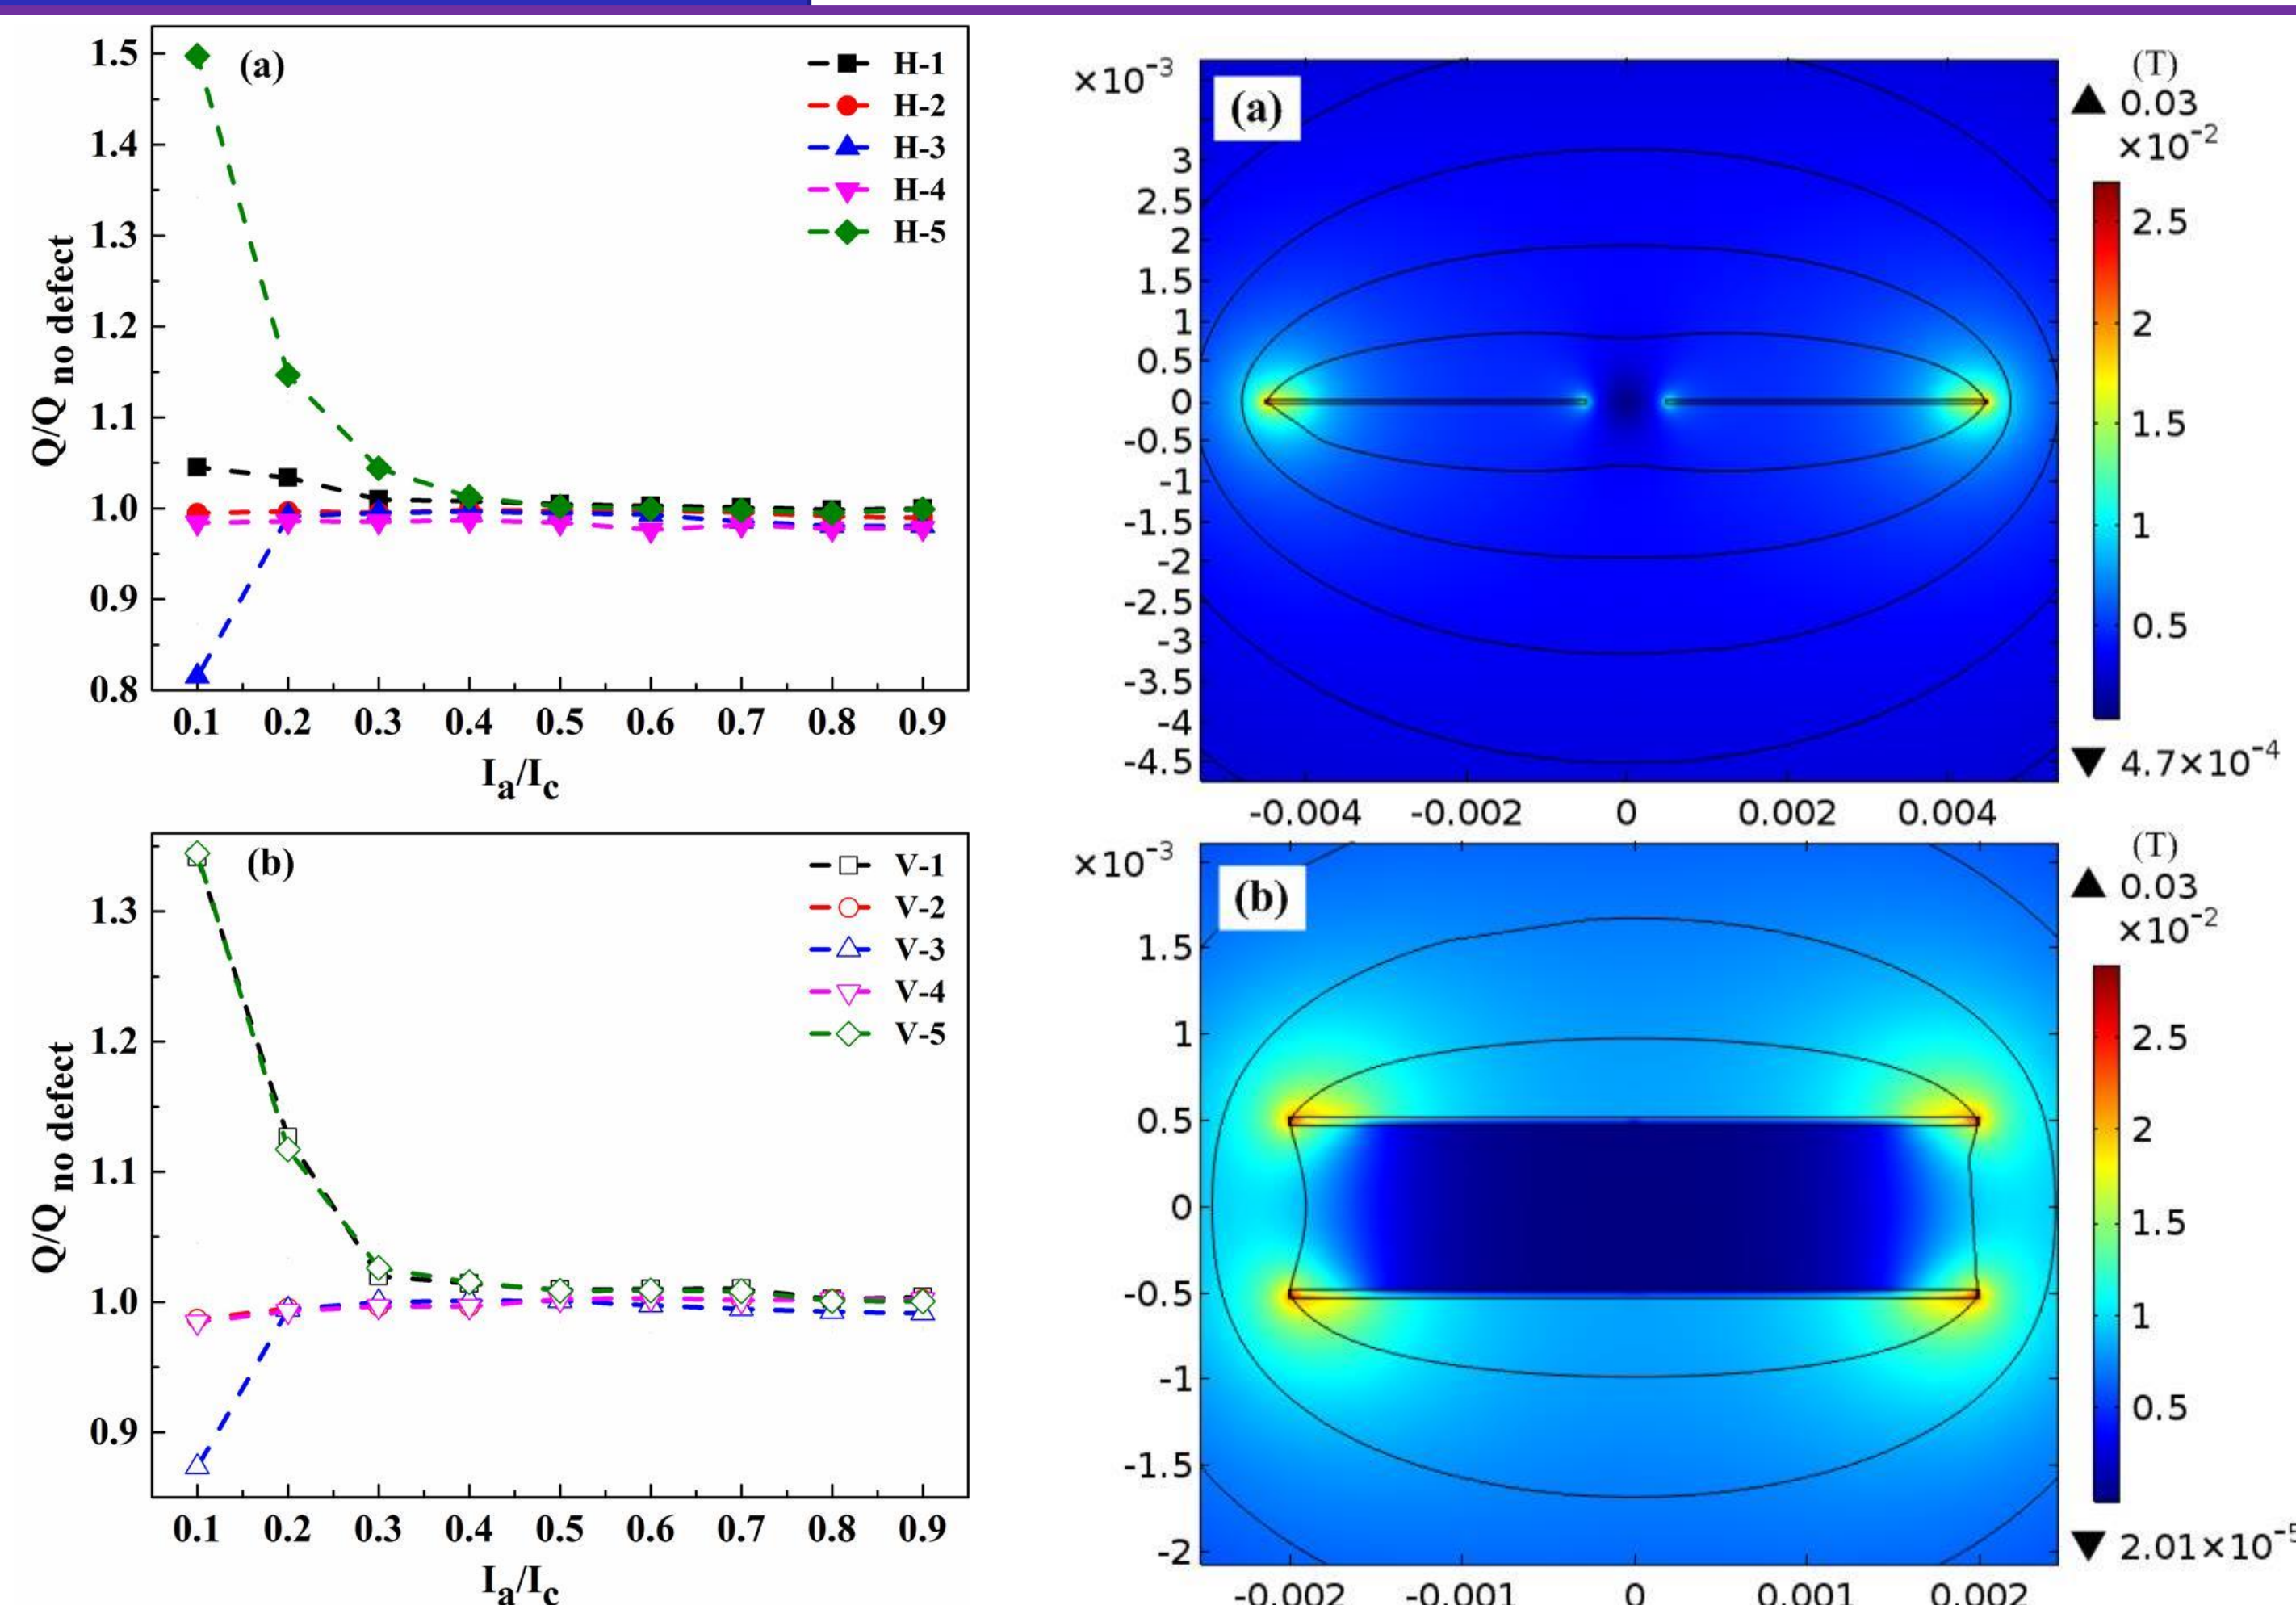 (a)
H-1
H-2
H-3
H-4
H-5
1.5
1.4
1.3
1.2
1.1
1.0
0.9
0.8
Q/Q no defect
0.1 0.2 0.3 0.4 0.5 0.6 0.7 0.8 0.9
Ia/Ic
(b)
V-1
V-2
V-3
V-4
V-5
1.3
1.2
1.1
1.0
0.9
Q/Q no defect
0.1 0.2 0.3 0.4 0.5 0.6 0.7 0.8 0.9
Ia/Ic
×10⁻³
(a)
3
2.5
2
1.5
1
0.5
0
-0.5
-1
-1.5
-2
-2.5
-3
-3.5
-4
-4.5
-0.004 -0.002 0 0.002 0.004
(T)
▲ 0.03
×10⁻²
2.5
2
1.5
1
0.5
▼ 4.7×10⁻⁴
×10⁻³
(b)
1.5
1
0.5
0
-0.5
-1
-1.5
-2
-0.002 -0.001 0 0.001 0.002
(T)
▲ 0.03
×10⁻²
2.5
2
1.5
1
0.5
▼ 2.01×10⁻⁵